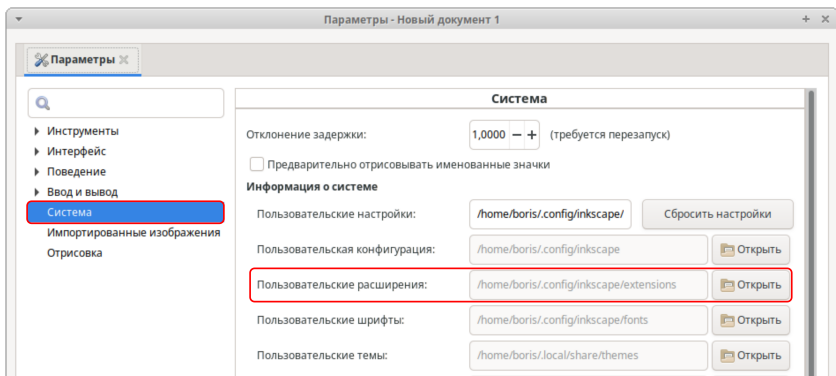 Параметры - Новый документ 1
Параметры
Система
Инструменты
Интерфейс
Поведение
Ввод и вывод
Система
Импортированные изображения
Отрисовка
Отклонение задержки: 1,0000 − + (требуется перезапуск)
Предварительно отрисовывать именованные значки
Информация о системе
Пользовательские настройки: /home/boris/.config/inkscape/ Сбросить настройки
Пользовательская конфигурация: /home/boris/.config/inkscape Открыть
Пользовательские расширения: /home/boris/.config/inkscape/extensions Открыть
Пользовательские шрифты: /home/boris/.config/inkscape/fonts Открыть
Пользовательские темы: /home/boris/.local/share/themes Открыть